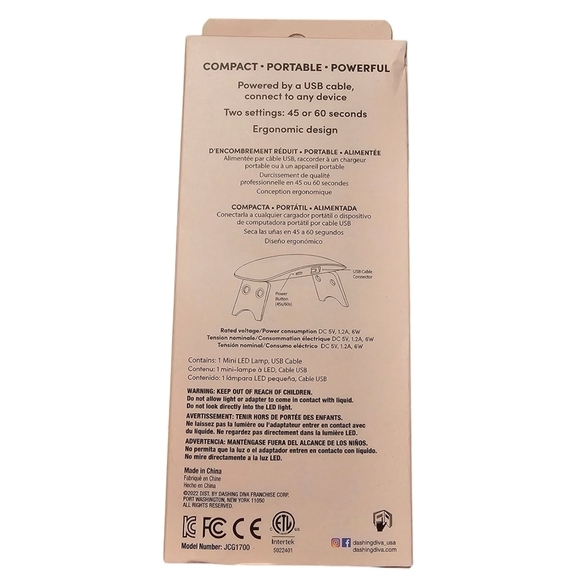 COMPACT • PORTABLE • POWERFUL
Powered by a USB cable,
connect to any device
Two settings: 45 or 60 seconds
Ergonomic design
D'ENCOMBREMENT RÉDUIT • PORTABLE • ALIMENTÉE
Alimentée par câble USB, raccorder à un chargeur
portable ou à un appareil portable
Durcissement de qualité
professionnelle en 45 ou 60 secondes
Conception ergonomique
COMPACTA • PORTÁTIL • ALIMENTADA
Conectarla a cualquier cargador portátil o dispositivo
de computadora portátil por cable USB
Seca las uñas en 45 a 60 segundos
Diseño ergonómico
USB Cable
Connector
Power
Button
(45s/60s)
Rated voltage/Power consumption DC 5V, 1.2A, 6W
Tension nominale/Consommation électrique DC 5V, 1.2A, 6W
Tensión nominal/Consumo eléctrico DC 5V, 1.2A, 6W
Contains: 1 Mini LED Lamp, USB Cable
Contenu: 1 mini-lampe à LED, Cable USB
Contenido: 1 lámpara LED pequeña, Cable USB
WARNING: KEEP OUT OF REACH OF CHILDREN.
Do not allow light or adapter to come in contact with liquid.
Do not look directly into the LED light.
AVERTISSEMENT: TENIR HORS DE PORTÉE DES ENFANTS.
Ne laissez pas la lumière ou l'adaptateur entrer en contact avec
du liquide. Ne regardez pas directement dans la lumière LED.
ADVERTENCIA: MANTÉNGASE FUERA DEL ALCANCE DE LOS NIÑOS.
No permita que la luz o el adaptador entren en contacto con líquido.
No mire directamente a la luz LED.
Made in China
Fabriqué en Chine
Hecho en China
©2022 DIST. BY DASHING DIVA FRANCHISE CORP.
PORT WASHINGTON, NEW YORK 11050
ALL RIGHTS RESERVED.
FC CE
ETL
Intertek
5022401
Model Number: JCG1700
dashingdiva_usa
dashingdiva.com